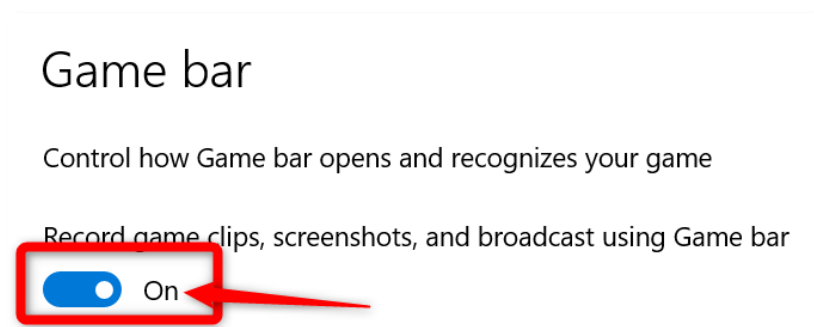 Game bar
Control how Game bar opens and recognizes your game
Record game clips, screenshots, and broadcast using Game bar
On